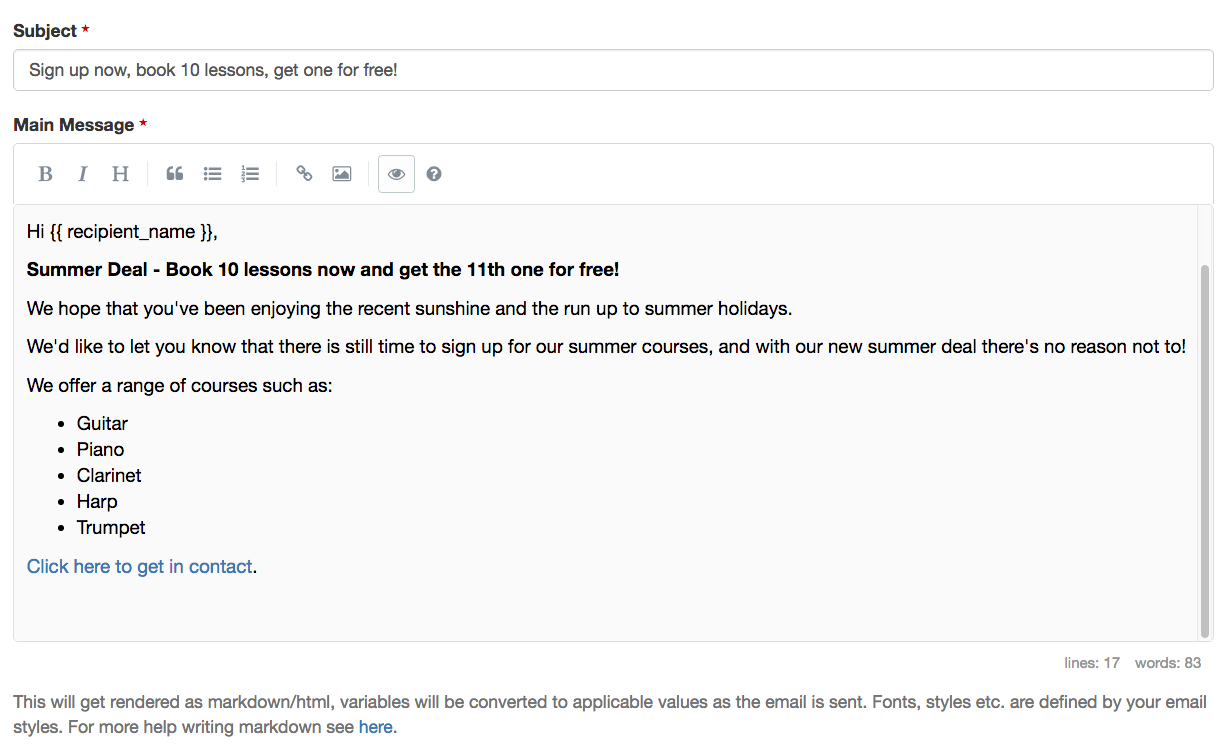 Subject *
Sign up now, book 10 lessons, get one for free!
Main Message *
B I H
Hi {{ recipient_name }},
Summer Deal - Book 10 lessons now and get the 11th one for free!
We hope that you've been enjoying the recent sunshine and the run up to summer holidays.
We'd like to let you know that there is still time to sign up for our summer courses, and with our new summer deal there's no reason not to!
We offer a range of courses such as:
• Guitar
• Piano
• Clarinet
• Harp
• Trumpet
Click here to get in contact.
lines: 17 words: 83
This will get rendered as markdown/html, variables will be converted to applicable values as the email is sent. Fonts, styles etc. are defined by your email
styles. For more help writing markdown see here.